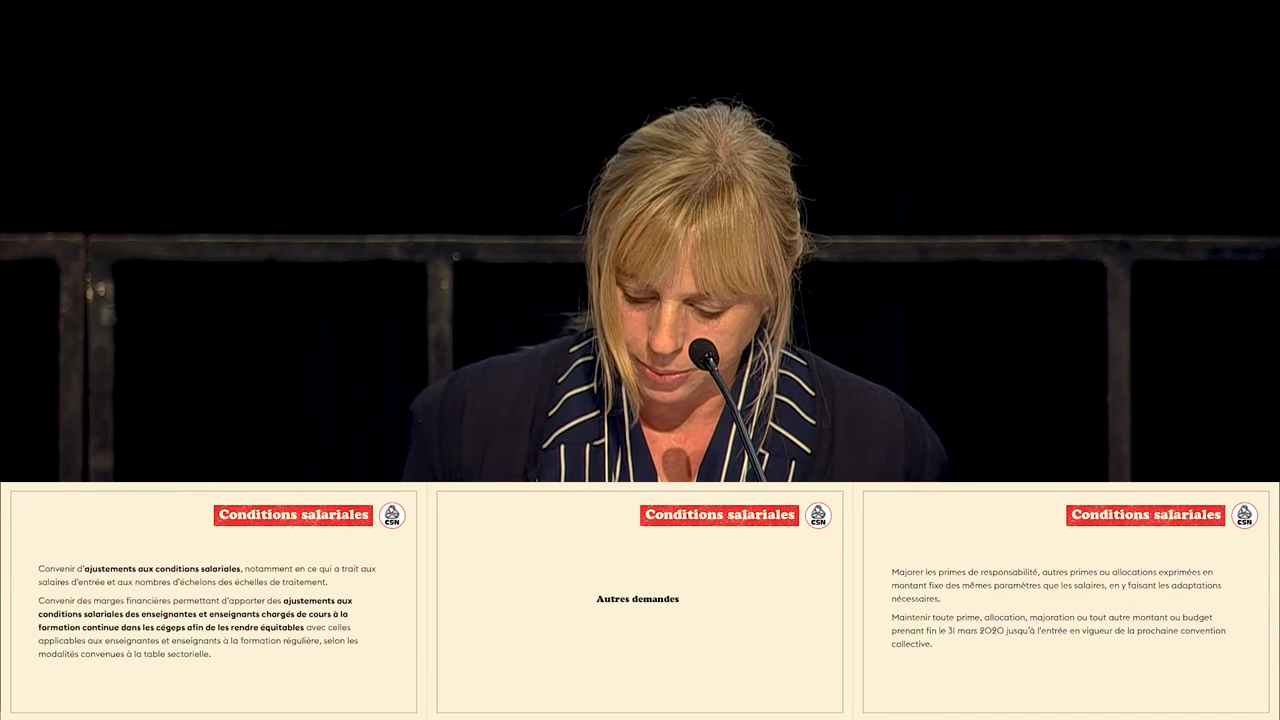 Conditions salariales
CSN
Convenir d'ajustements aux conditions salariales, notamment en ce qui a trait aux
salaires d'entrée et aux nombres d'échelons des échelles de traitement.
Convenir des marges financières permettant d'apporter des ajustements aux
conditions salariales des enseignantes et enseignants chargés de cours à la
formation continue dans les cégeps afin de les rendre équitables avec celles
applicables aux enseignantes et enseignants à la formation régulière, selon les
modalités convenues à la table sectorielle.
Conditions salariales
CSN
Autres demandes
Conditions salariales
CSN
Majorer les primes de responsabilité, autres primes ou allocations exprimées en
montant fixe des mêmes paramètres que les salaires, en y faisant les adaptations
nécessaires.
Maintenir toute prime, allocation, majoration ou tout autre montant ou budget
prenant fin le 31 mars 2020 jusqu'à l'entrée en vigueur de la prochaine convention
collective.